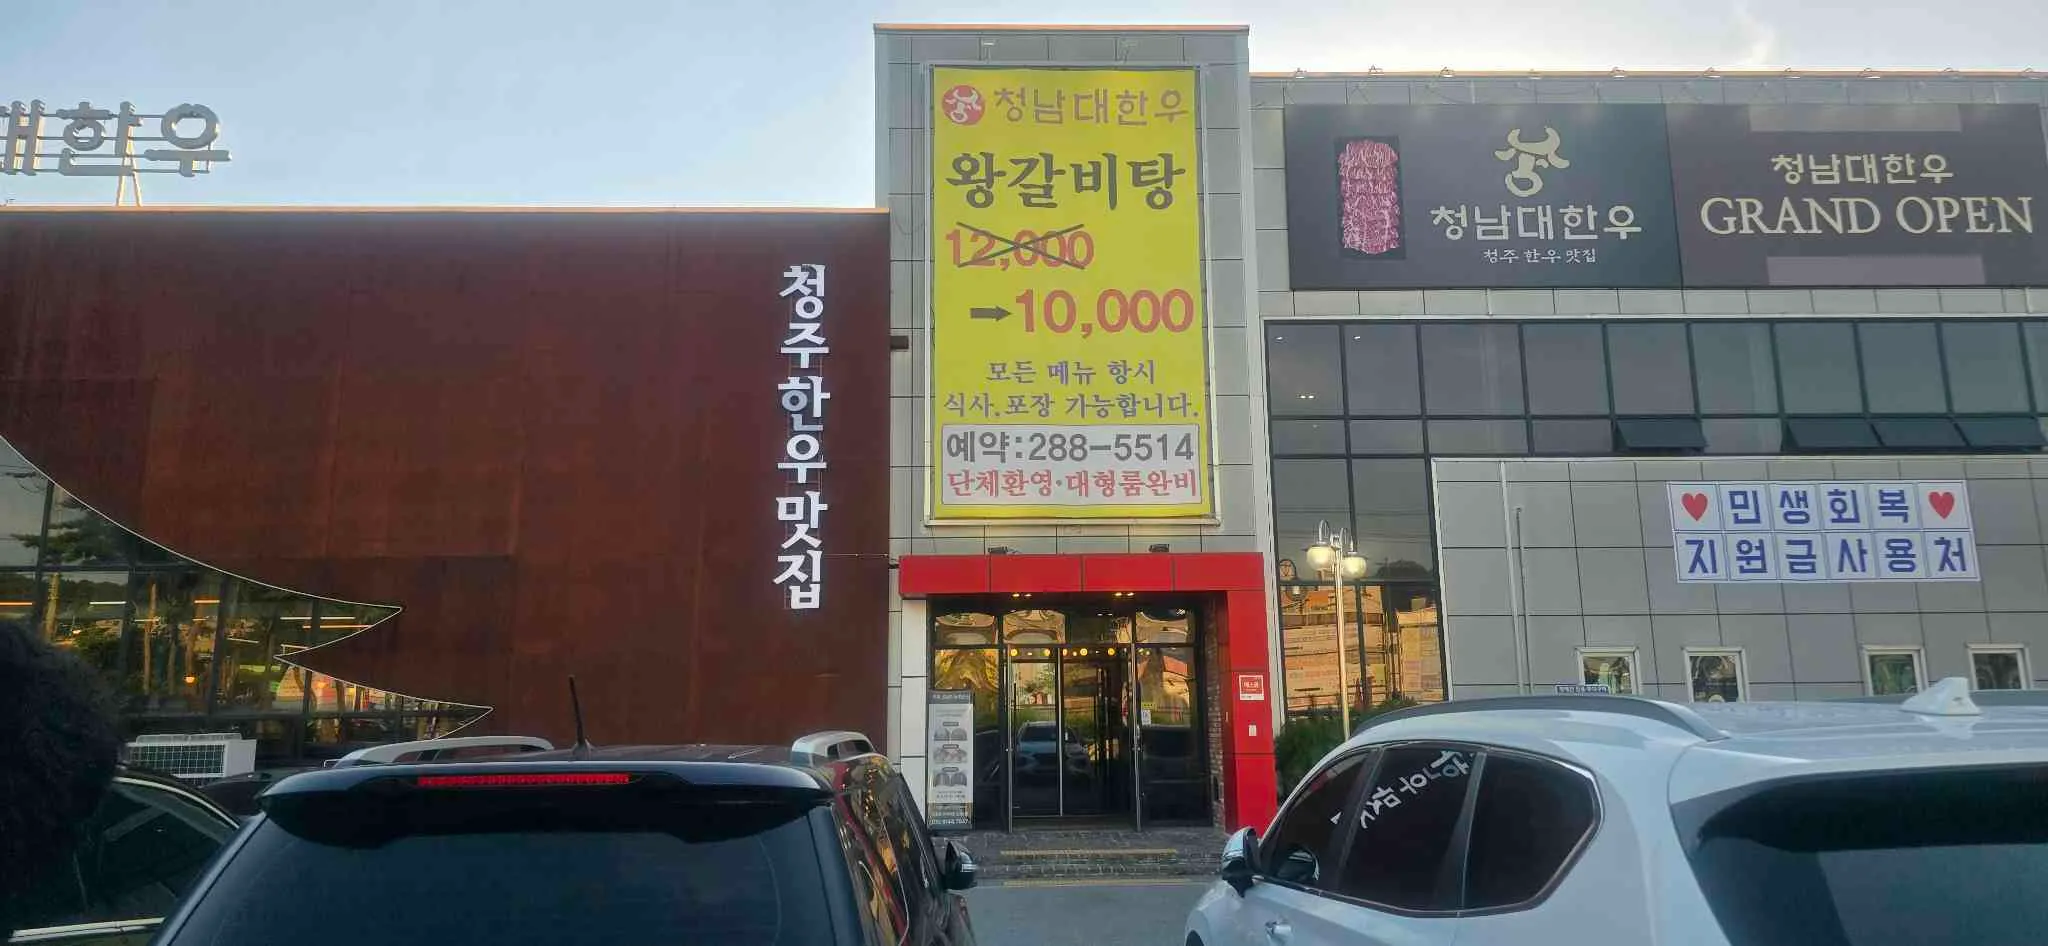 대한우
청주한우맛집
청남대한우
왕갈비탕
12,000
→10,000
모든 메뉴 항시
식사.포장 가능합니다.
예약:288-5514
단체환영·대형룸완비
청남대한우
청주 한우 맛집
청남대한우
GRAND OPEN
♥민생회복♥
지원금사용처